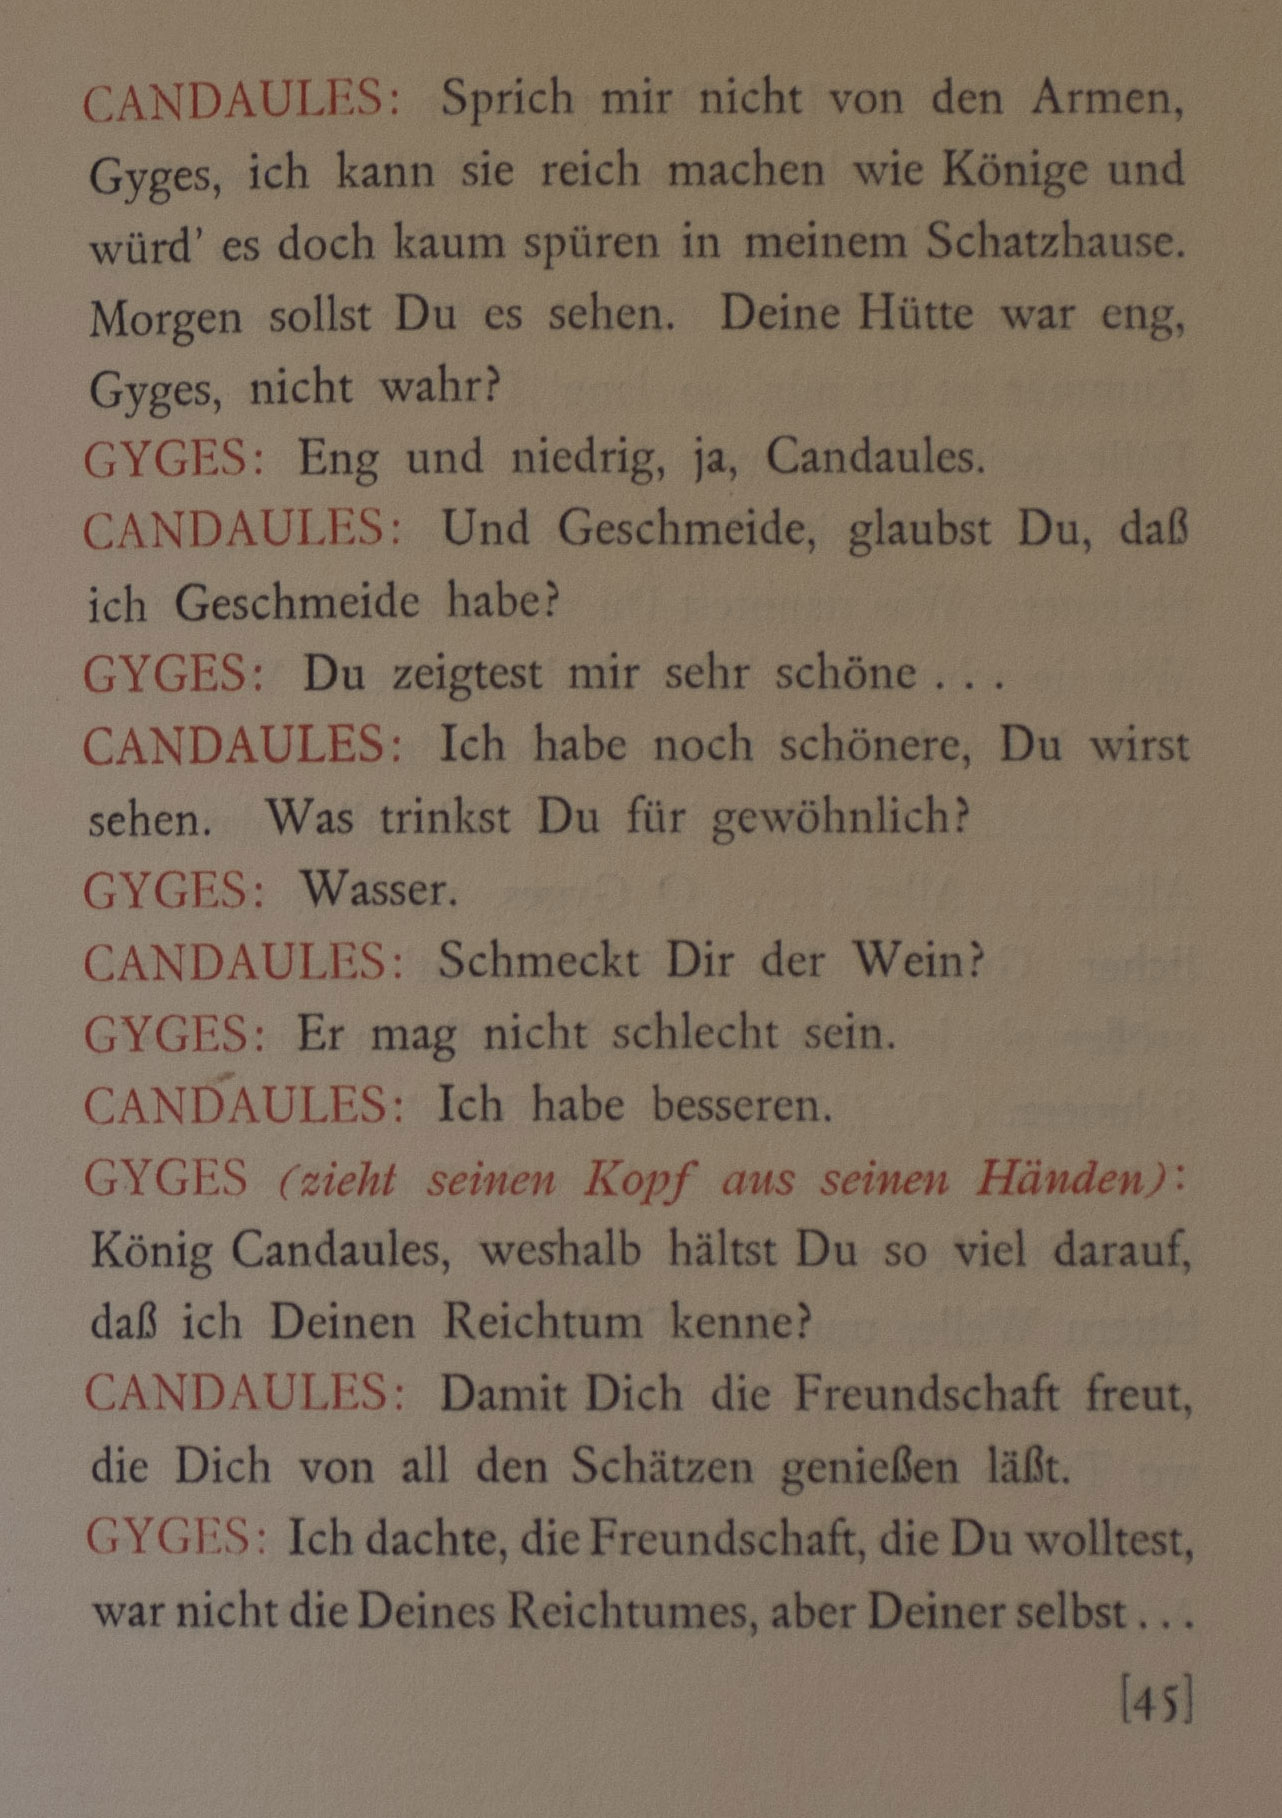 CANDAULES: Sprich mir nicht von den Armen,
Gyges, ich kann sie reich machen wie Könige und
würd’ es doch kaum spüren in meinem Schatzhause.
Morgen sollst Du es sehen. Deine Hütte war eng,
Gyges, nicht wahr?
GYGES: Eng und niedrig, ja, Candaules.
CANDAULES: Und Geschmeide, glaubst Du, daß
ich Geschmeide habe?
GYGES: Du zeigtest mir sehr schöne . . .
CANDAULES: Ich habe noch schönere, Du wirst
sehen. Was trinkst Du für gewöhnlich?
GYGES: Wasser.
CANDAULES: Schmeckt Dir der Wein?
GYGES: Er mag nicht schlecht sein.
CANDAULES: Ich habe besseren.
GYGES (zieht seinen Kopf aus seinen Händen):
König Candaules, weshalb hältst Du so viel darauf,
daß ich Deinen Reichtum kenne?
CANDAULES: Damit Dich die Freundschaft freut,
die Dich von all den Schätzen genießen läßt.
GYGES: Ich dachte, die Freundschaft, die Du wolltest,
war nicht die Deines Reichtumes, aber Deiner selbst . . .
[45]